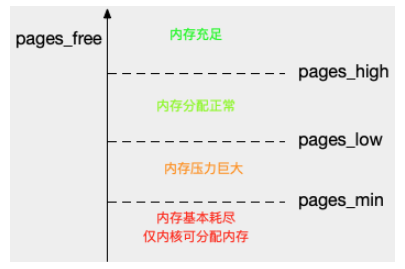 内存充足
pages_free
pages_high
内存分配正常
pages_low
内存压力巨大
pages_min
内存基本耗尽
仅内核可分配内存